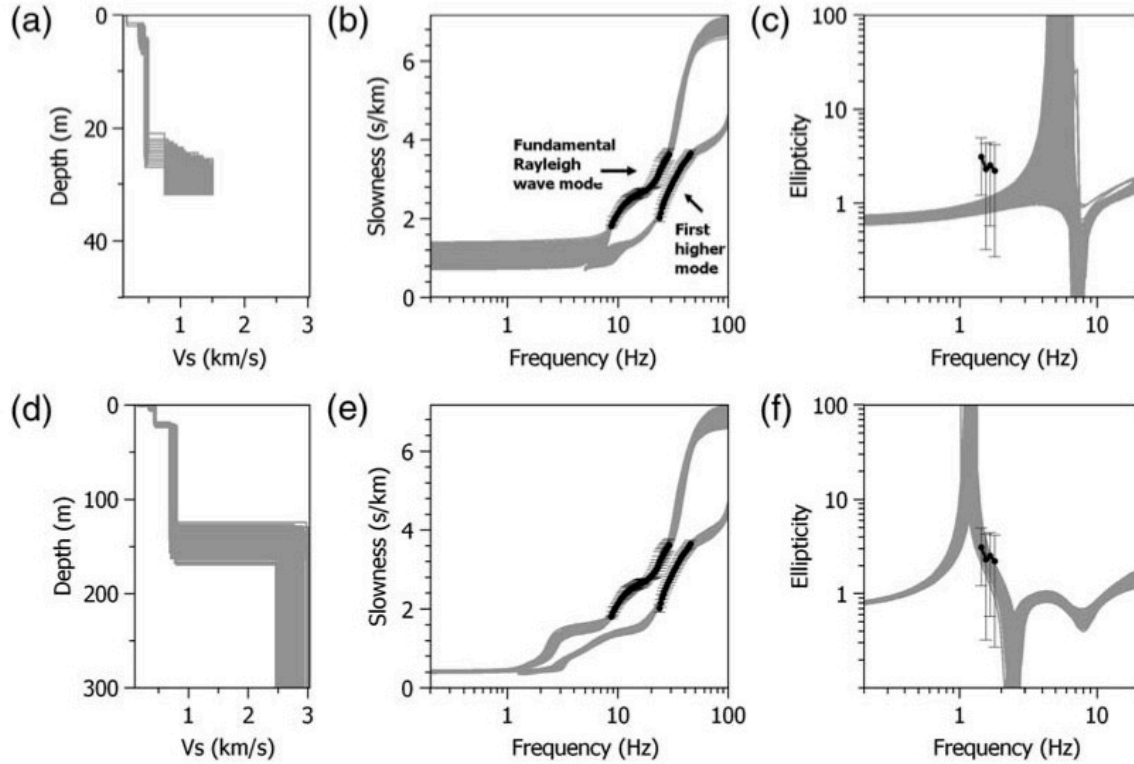 (a)
0
20
40
Depth (m)
1
2
3
Vs (km/s)
(b)
6
4
2
0
Slowness (s/km)
Fundamental
Rayleigh
wave mode
First
higher
mode
1
10
100
Frequency (Hz)
(c)
100
10
1
Ellipticity
1
10
Frequency (Hz)
(d)
0
100
200
300
Depth (m)
1
2
3
Vs (km/s)
(e)
6
4
2
0
Slowness (s/km)
1
10
100
Frequency (Hz)
(f)
100
10
1
Ellipticity
1
10
Frequency (Hz)